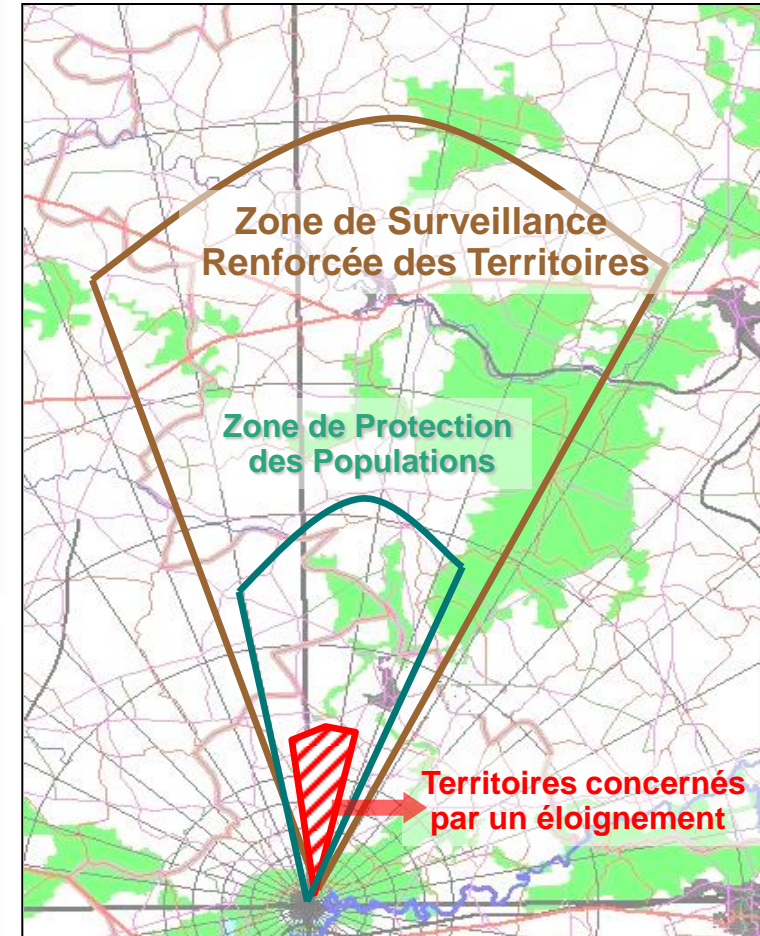 Zone de Surveillance
Renforcée des Territoires
Zone de Protection
des Populations
Territoires concernés
par un éloignement